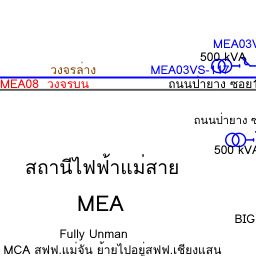 MEA03V
500 kVA
วงจรล่าง
MEA03VS-117
MEA08 วงจรบน
ถนนป่ายาง ซอย1
ถนนป่ายาง ซ
500 kVA
สถานีไฟฟ้าแม่สาย
MEA
BIG
Fully Unman
MCA สฟฟ.แม่จัน ย้ายไปอยู่สฟฟ.เชียงแสน